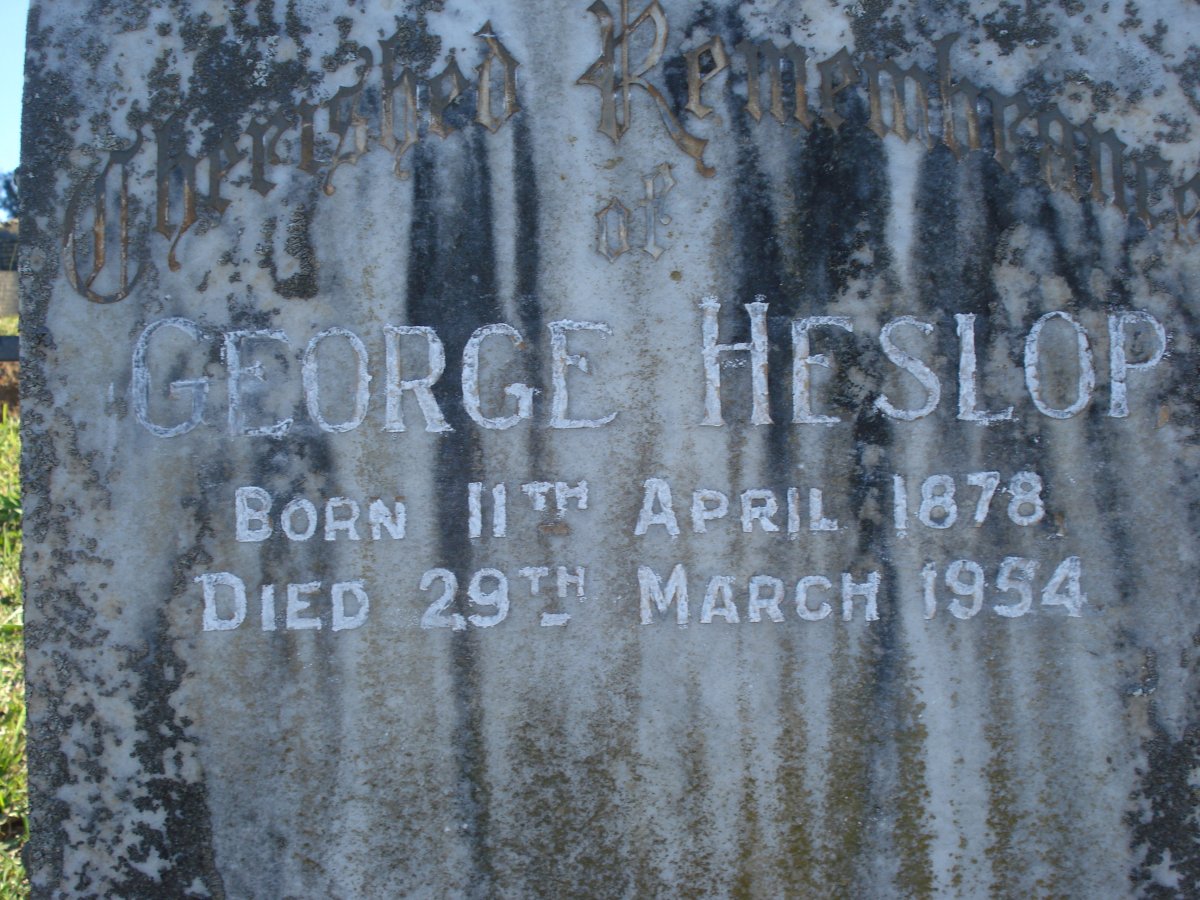 Cherished Remembrance
of
GEORGE HESLOP
BORN 11TH APRIL 1878
DIED 29TH MARCH 1954